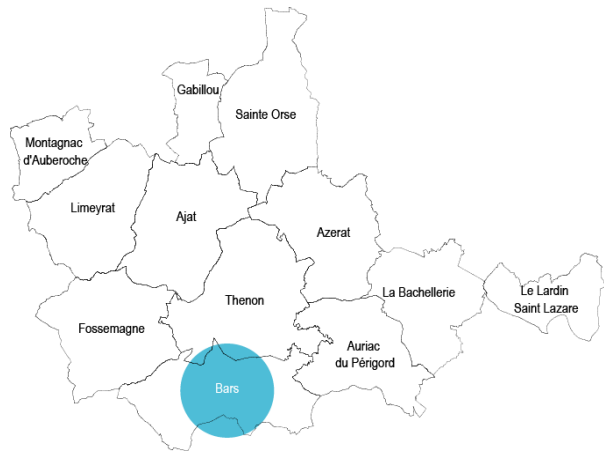 Gabillou
Sainte Orse
Montagnac
d'Auberoche
Limeyrat
Ajat
Azerat
La Bachellerie
Le Lardin
Saint Lazare
Thenon
Fossemagne
Auriac
du Périgord
Bars